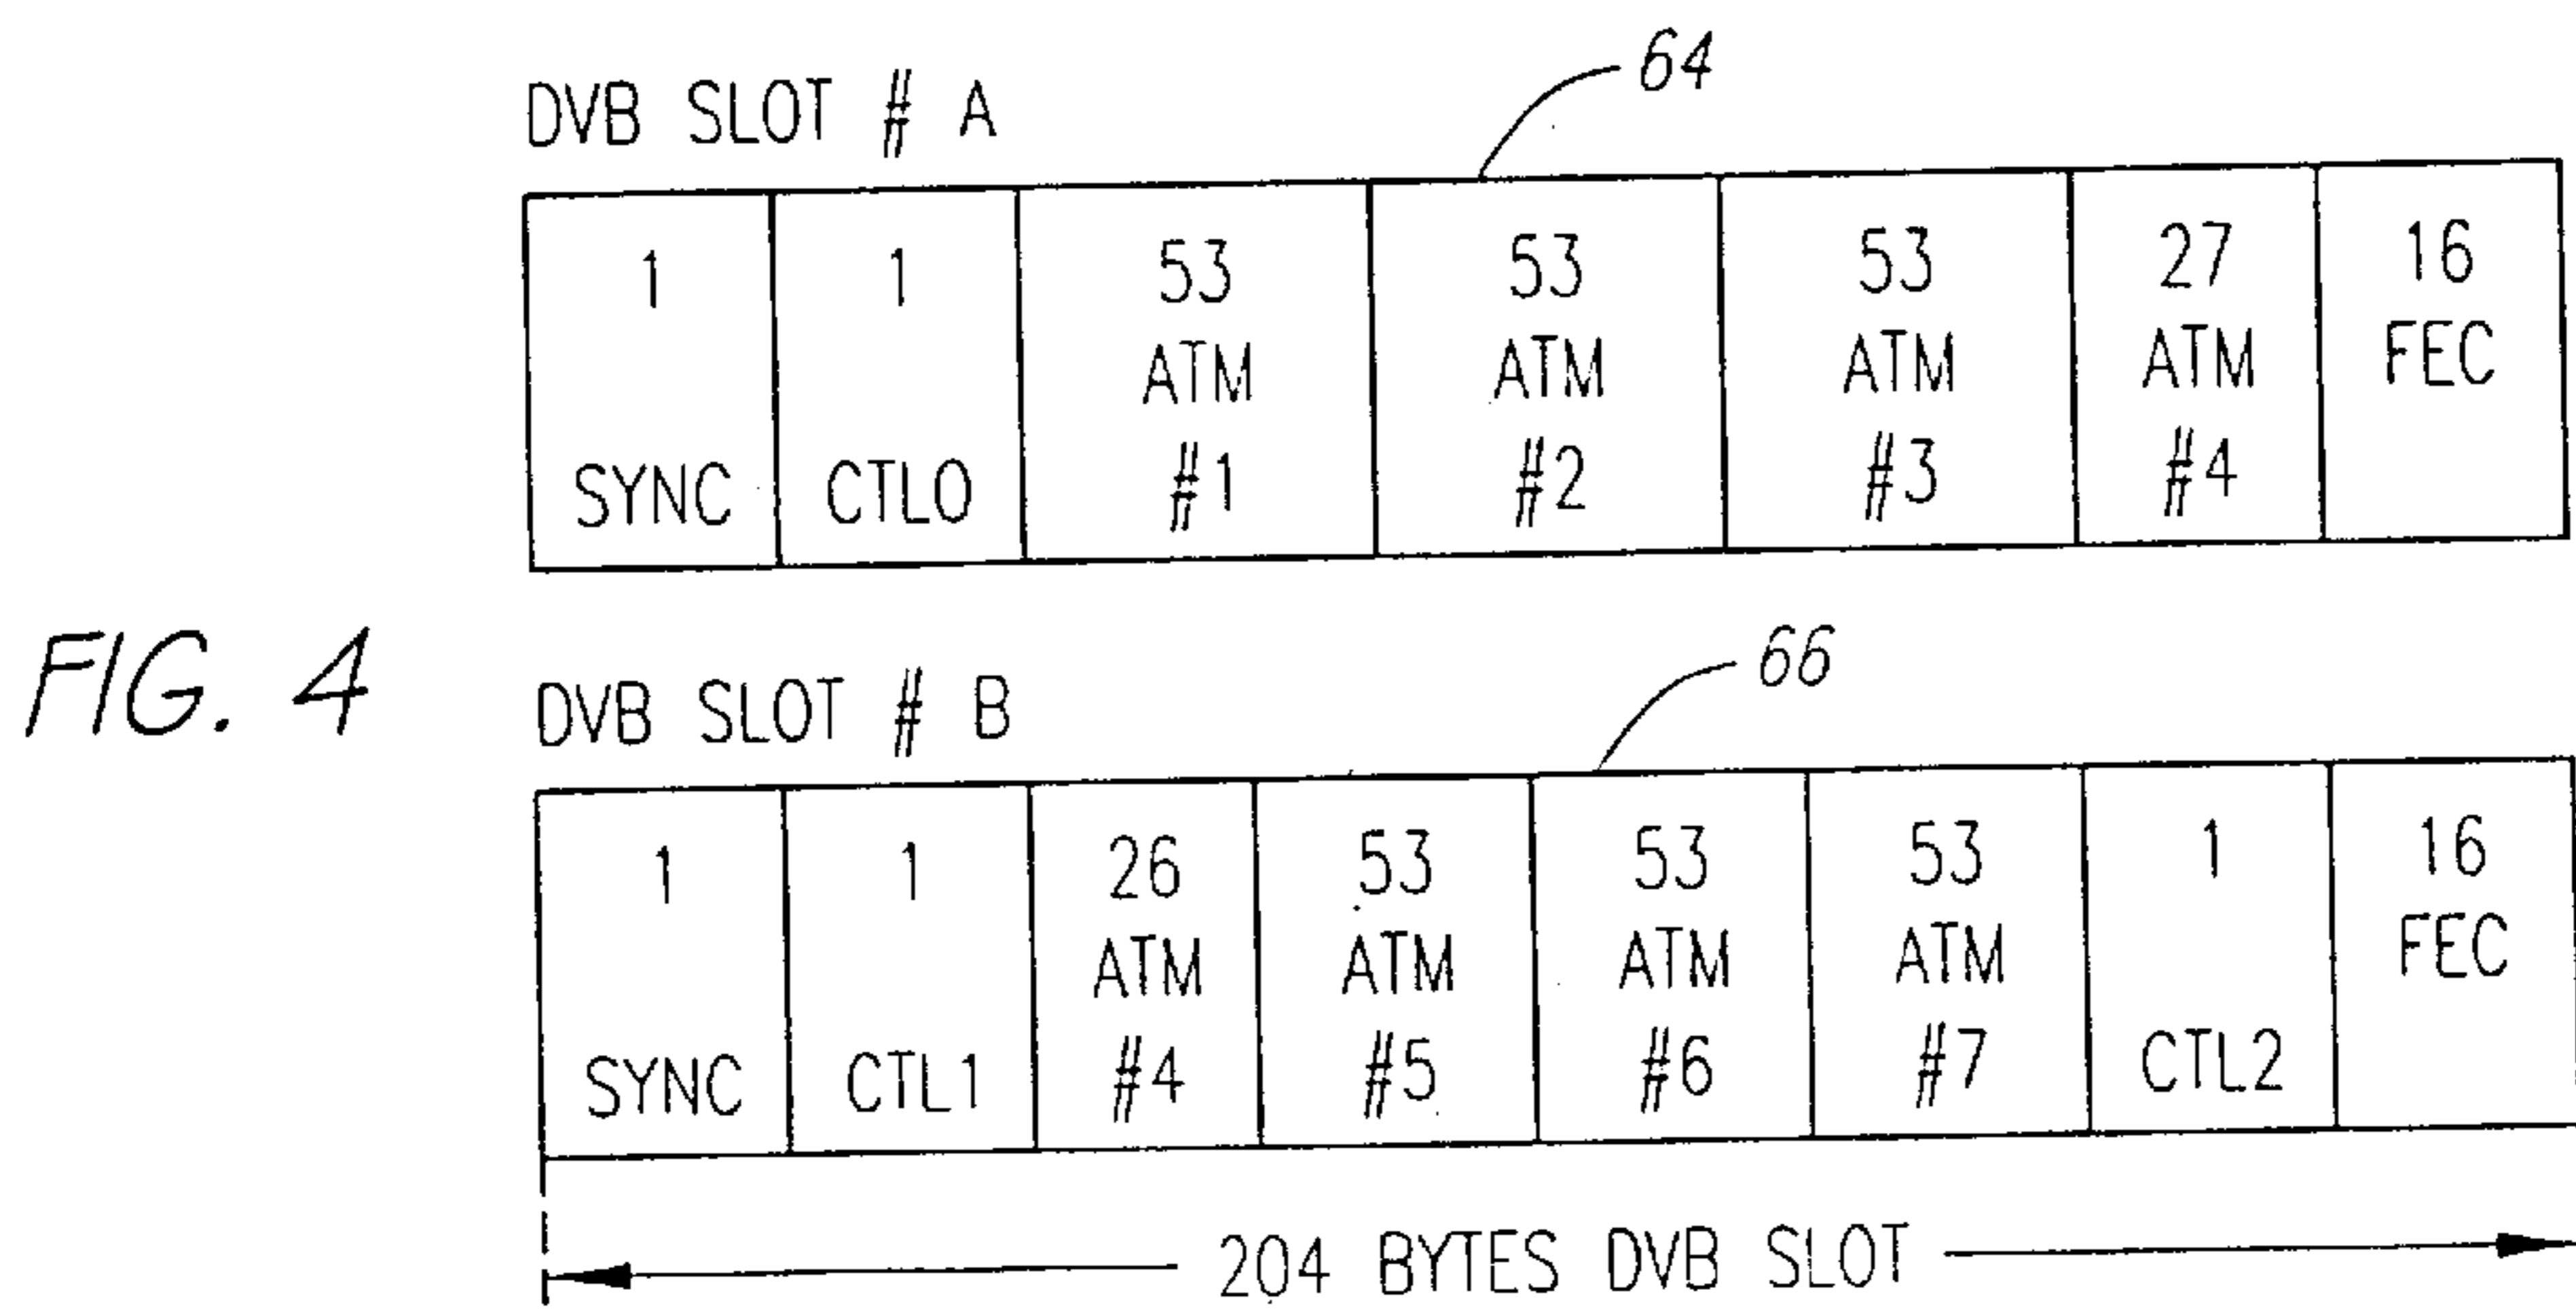 DVB SLOT # A
64
1 1 53 53 53 27 16
ATM ATM ATM ATM FEC
SYNC CTL0 #1 #2 #3 #4
FIG. 4
DVB SLOT # B
66
1 1 26 53 53 53 1 16
ATM ATM ATM ATM FEC
SYNC CTL1 #4 #5 #6 #7 CTL2
204 BYTES DVB SLOT